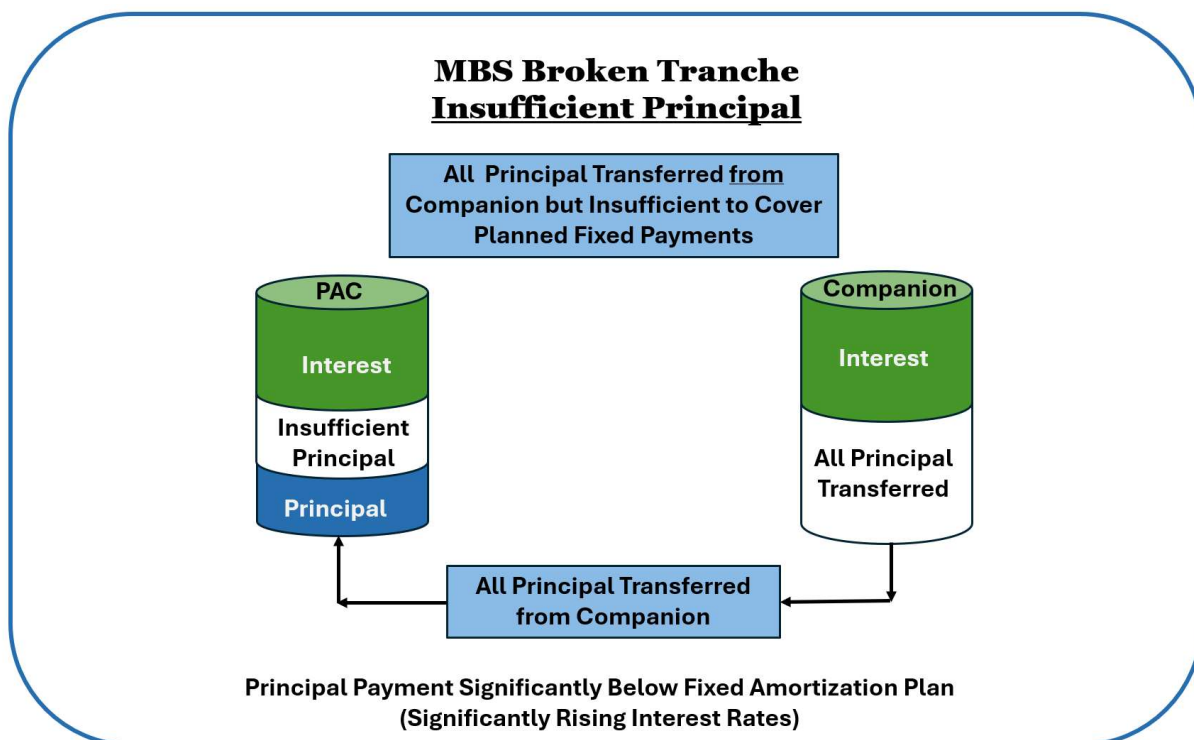 MBS Broken Tranche
Insufficient Principal
All Principal Transferred from
Companion but Insufficient to Cover
Planned Fixed Payments
PAC
Interest
Insufficient
Principal
Principal
Companion
Interest
All Principal
Transferred
All Principal Transferred
from Companion
Principal Payment Significantly Below Fixed Amortization Plan
(Significantly Rising Interest Rates)